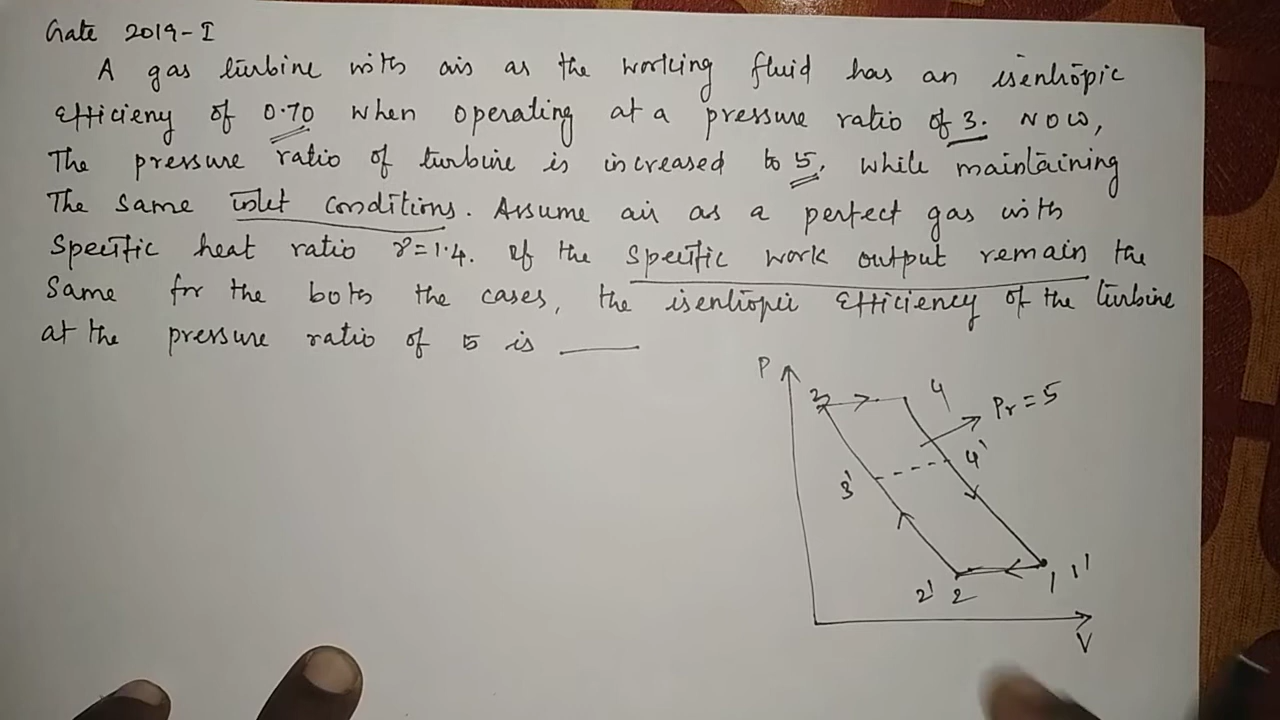 Gate 2019-I
A gas turbine with air as the working fluid has an isentropic
Efficieny of 0.70 when operating at a pressure ratio of 3. Now,
The pressure ratio of turbine is increased to 5, while maintaining
The same inlet conditions. Assume air as a perfect gas with
Specific heat ratio γ=1.4. If the specific work output remain the
Same for the both the cases, the isentropic Efficiency of the turbine
at the pressure ratio of 5 is ____
P
3
4
Pr = 5
4'
3'
1 1'
2' 2
V